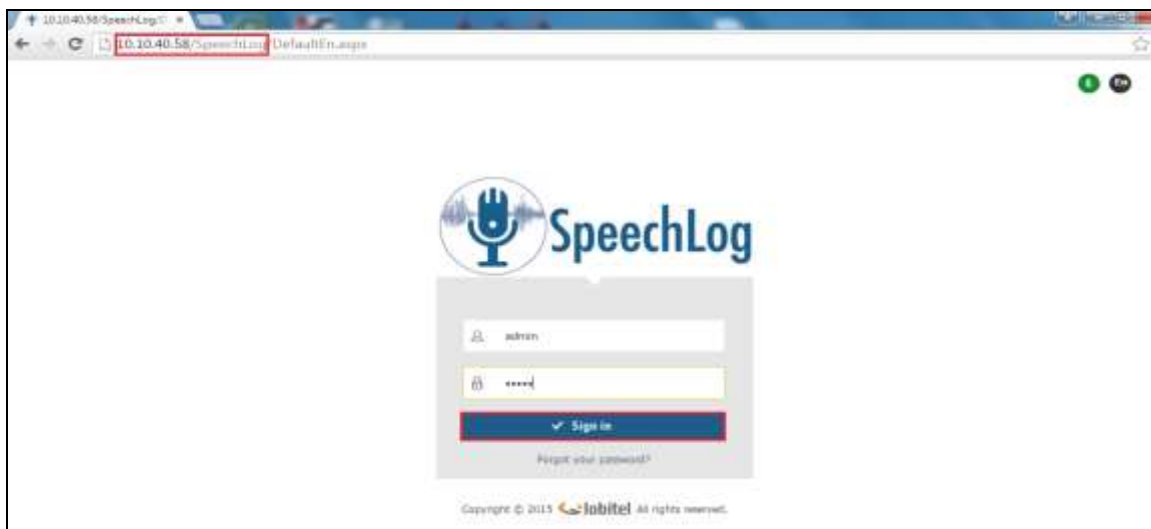 10.10.40.58/SpeechLog/
10.10.40.58/SpeechLog/DefaultEn.aspx
En
SpeechLog
admin
•••••
Sign in
Forgot your password?
Copyright © 2015 lobitel All rights reserved.